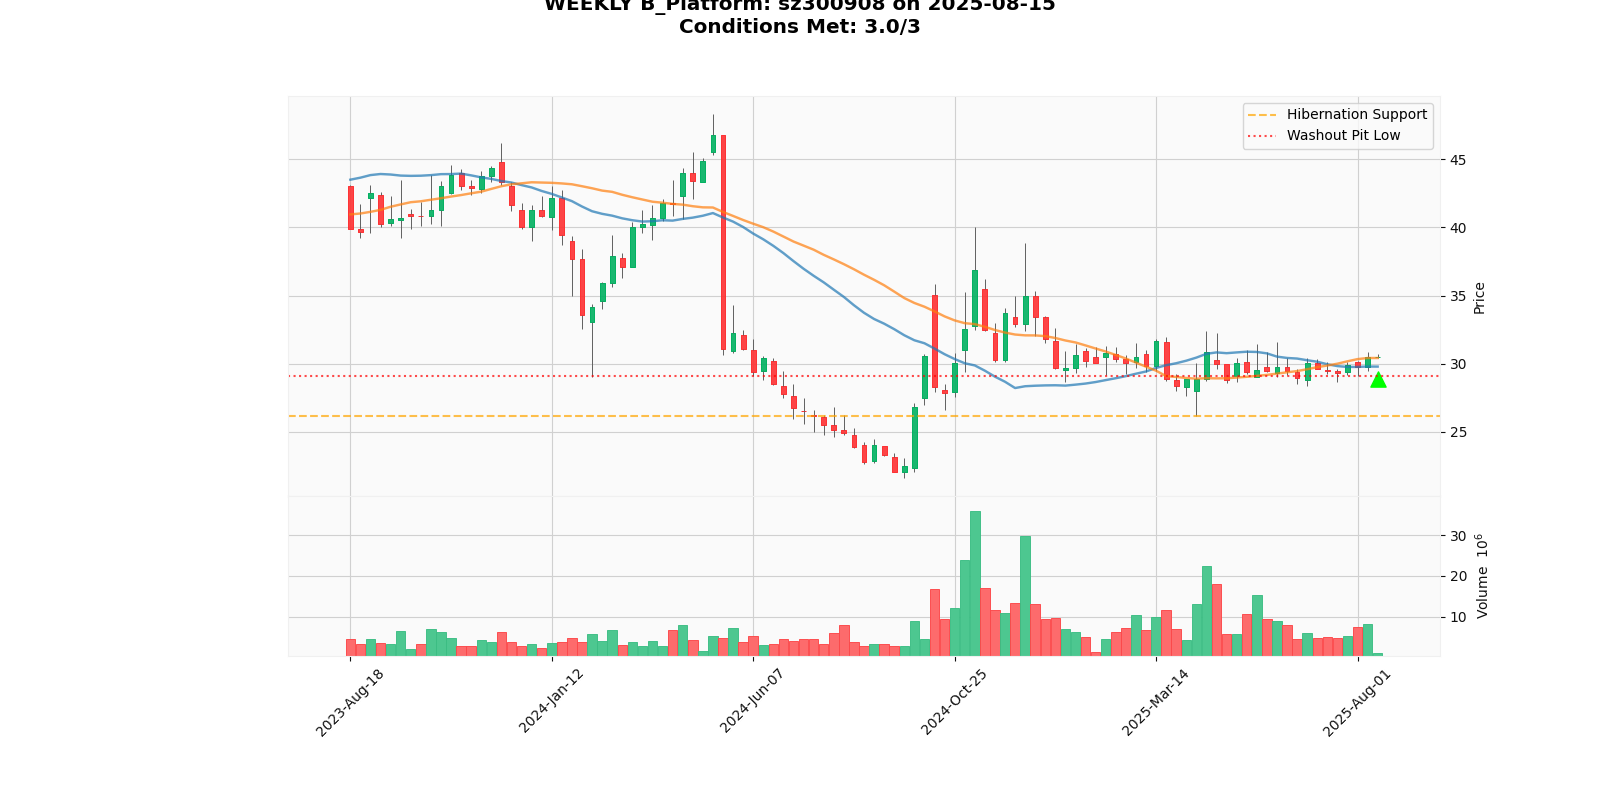 WEEKLY B_Platform: sz300908 on 2025-08-15
Conditions Met: 3.0/3
Hibernation Support
Washout Pit Low
45
40
35
30
25
Price
30
20
10
Volume 10⁶
2023-Aug-18
2024-Jan-12
2024-Jun-07
2024-Oct-25
2025-Mar-14
2025-Aug-01